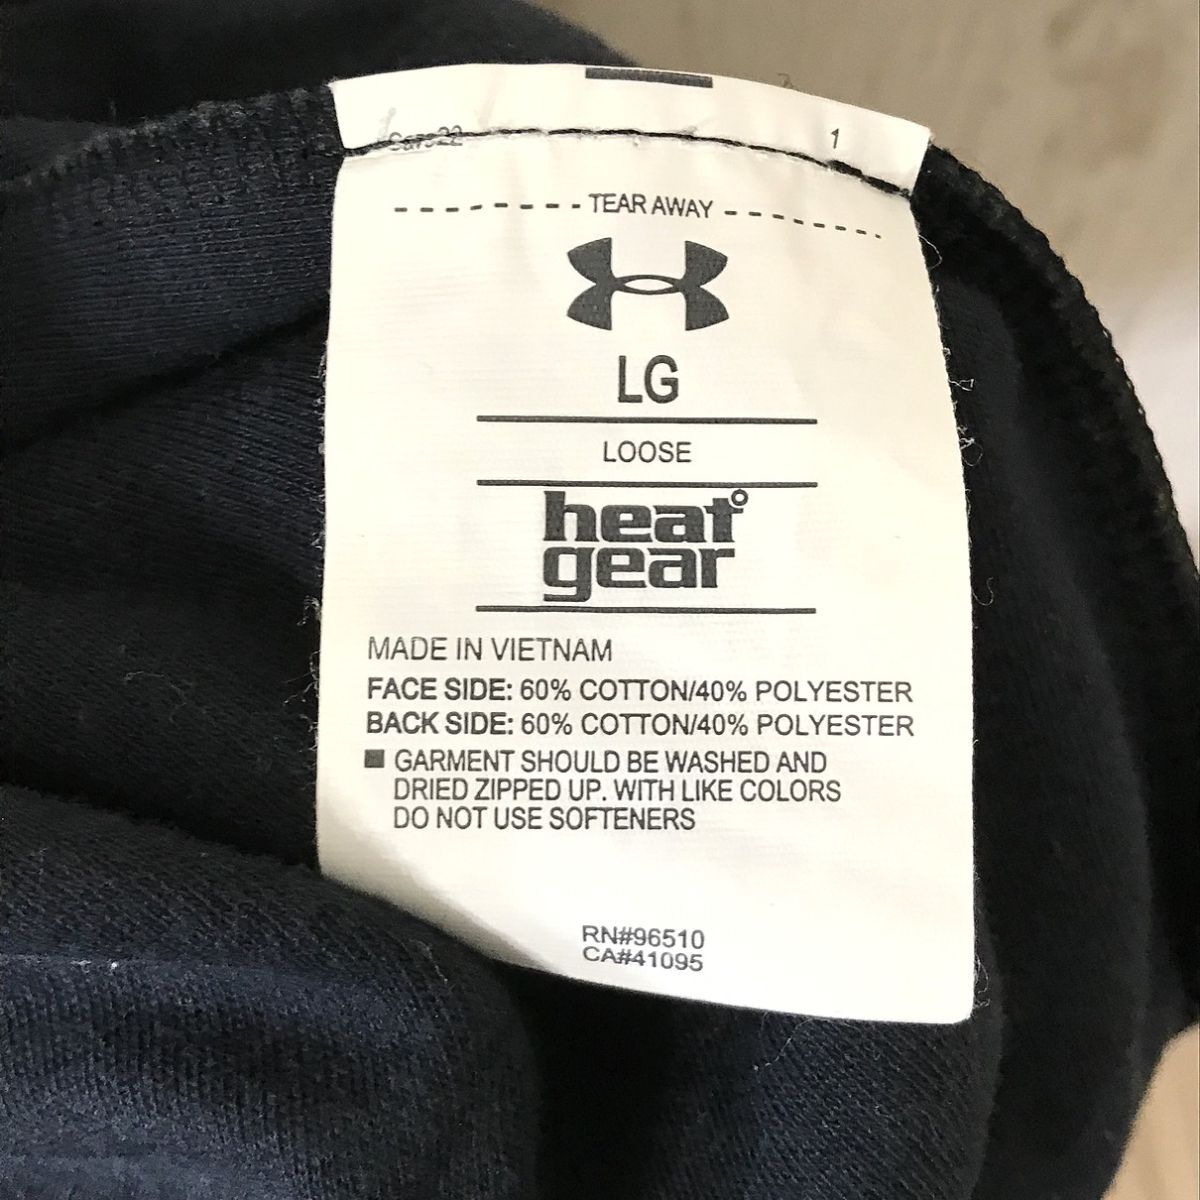 1
TEAR AWAY
LG
LOOSE
heat
gear
MADE IN VIETNAM
FACE SIDE: 60% COTTON/40% POLYESTER
BACK SIDE: 60% COTTON/40% POLYESTER
GARMENT SHOULD BE WASHED AND
DRIED ZIPPED UP. WITH LIKE COLORS
DO NOT USE SOFTENERS
RN#96510
CA#41095